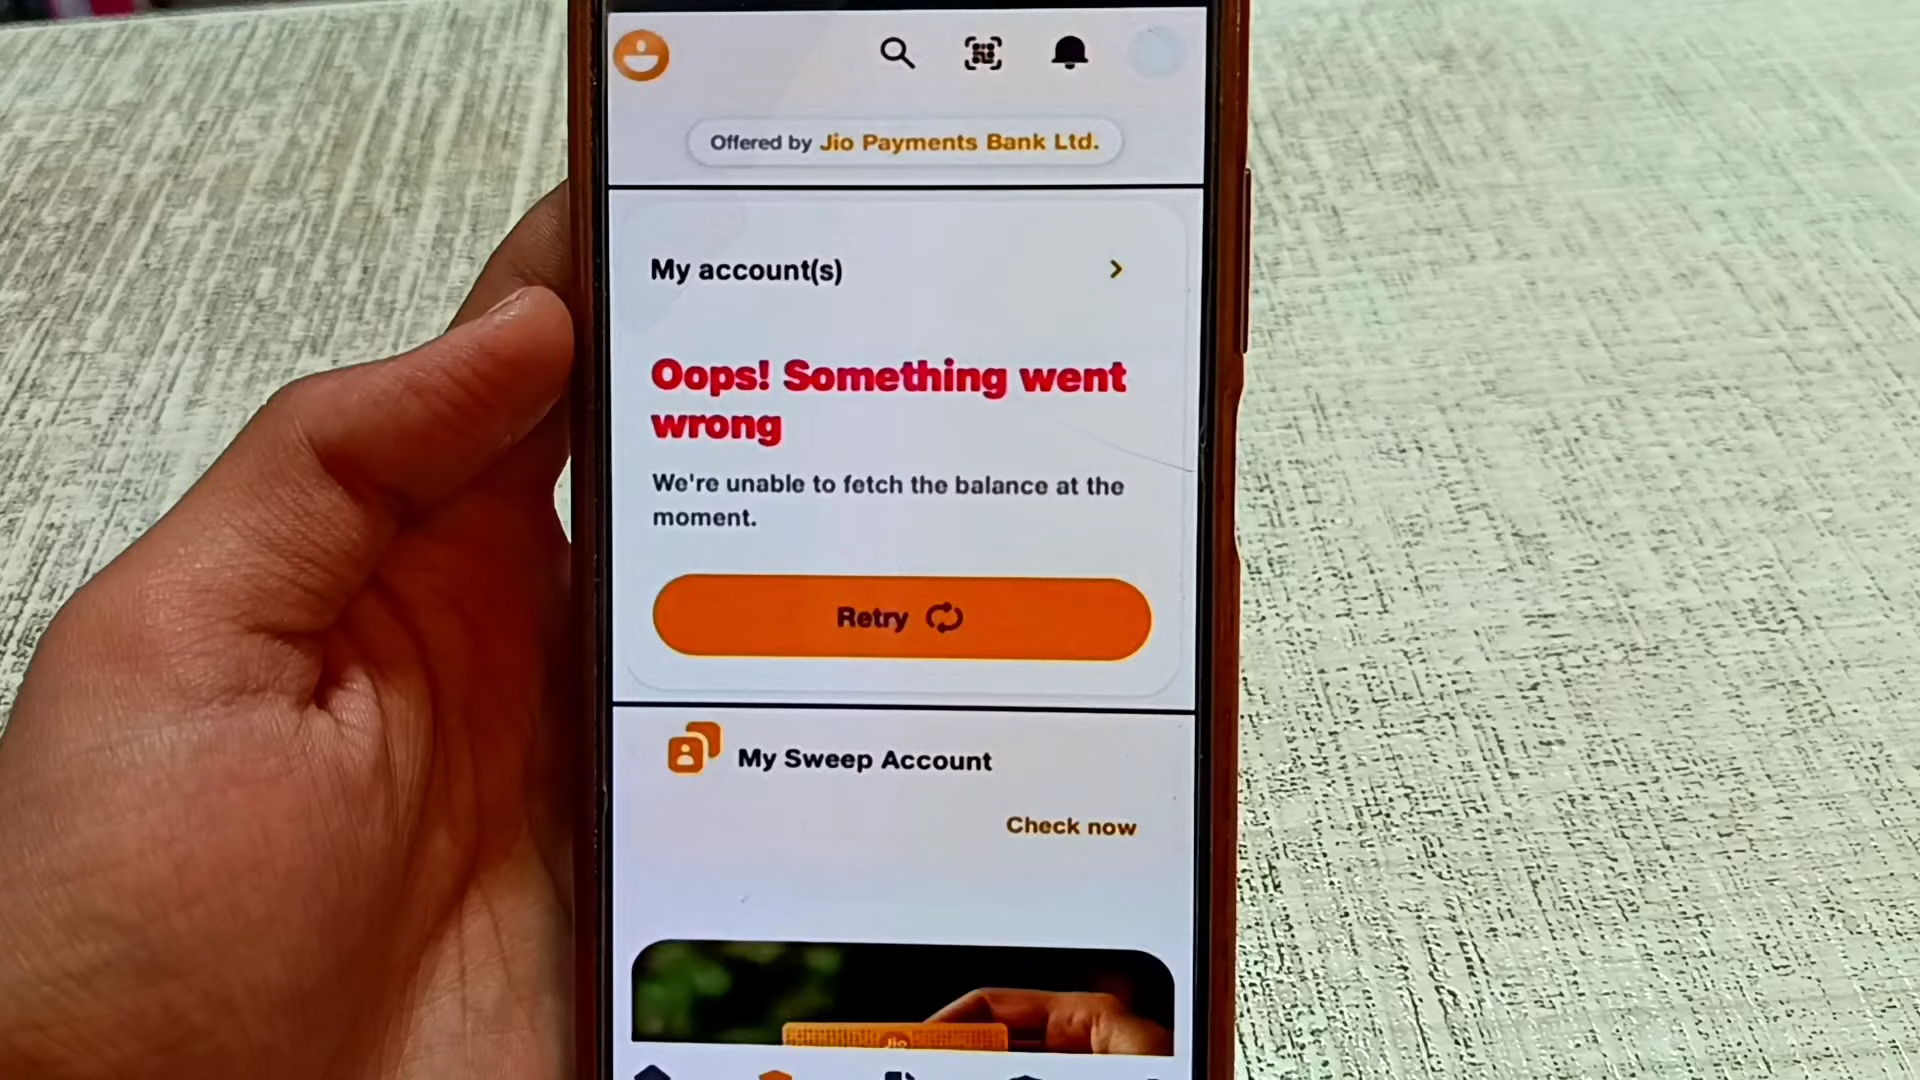 Offered by Jio Payments Bank Ltd.
My account(s)
Oops! Something went
wrong
We're unable to fetch the balance at the
moment.
Retry
My Sweep Account
Check now
Jio